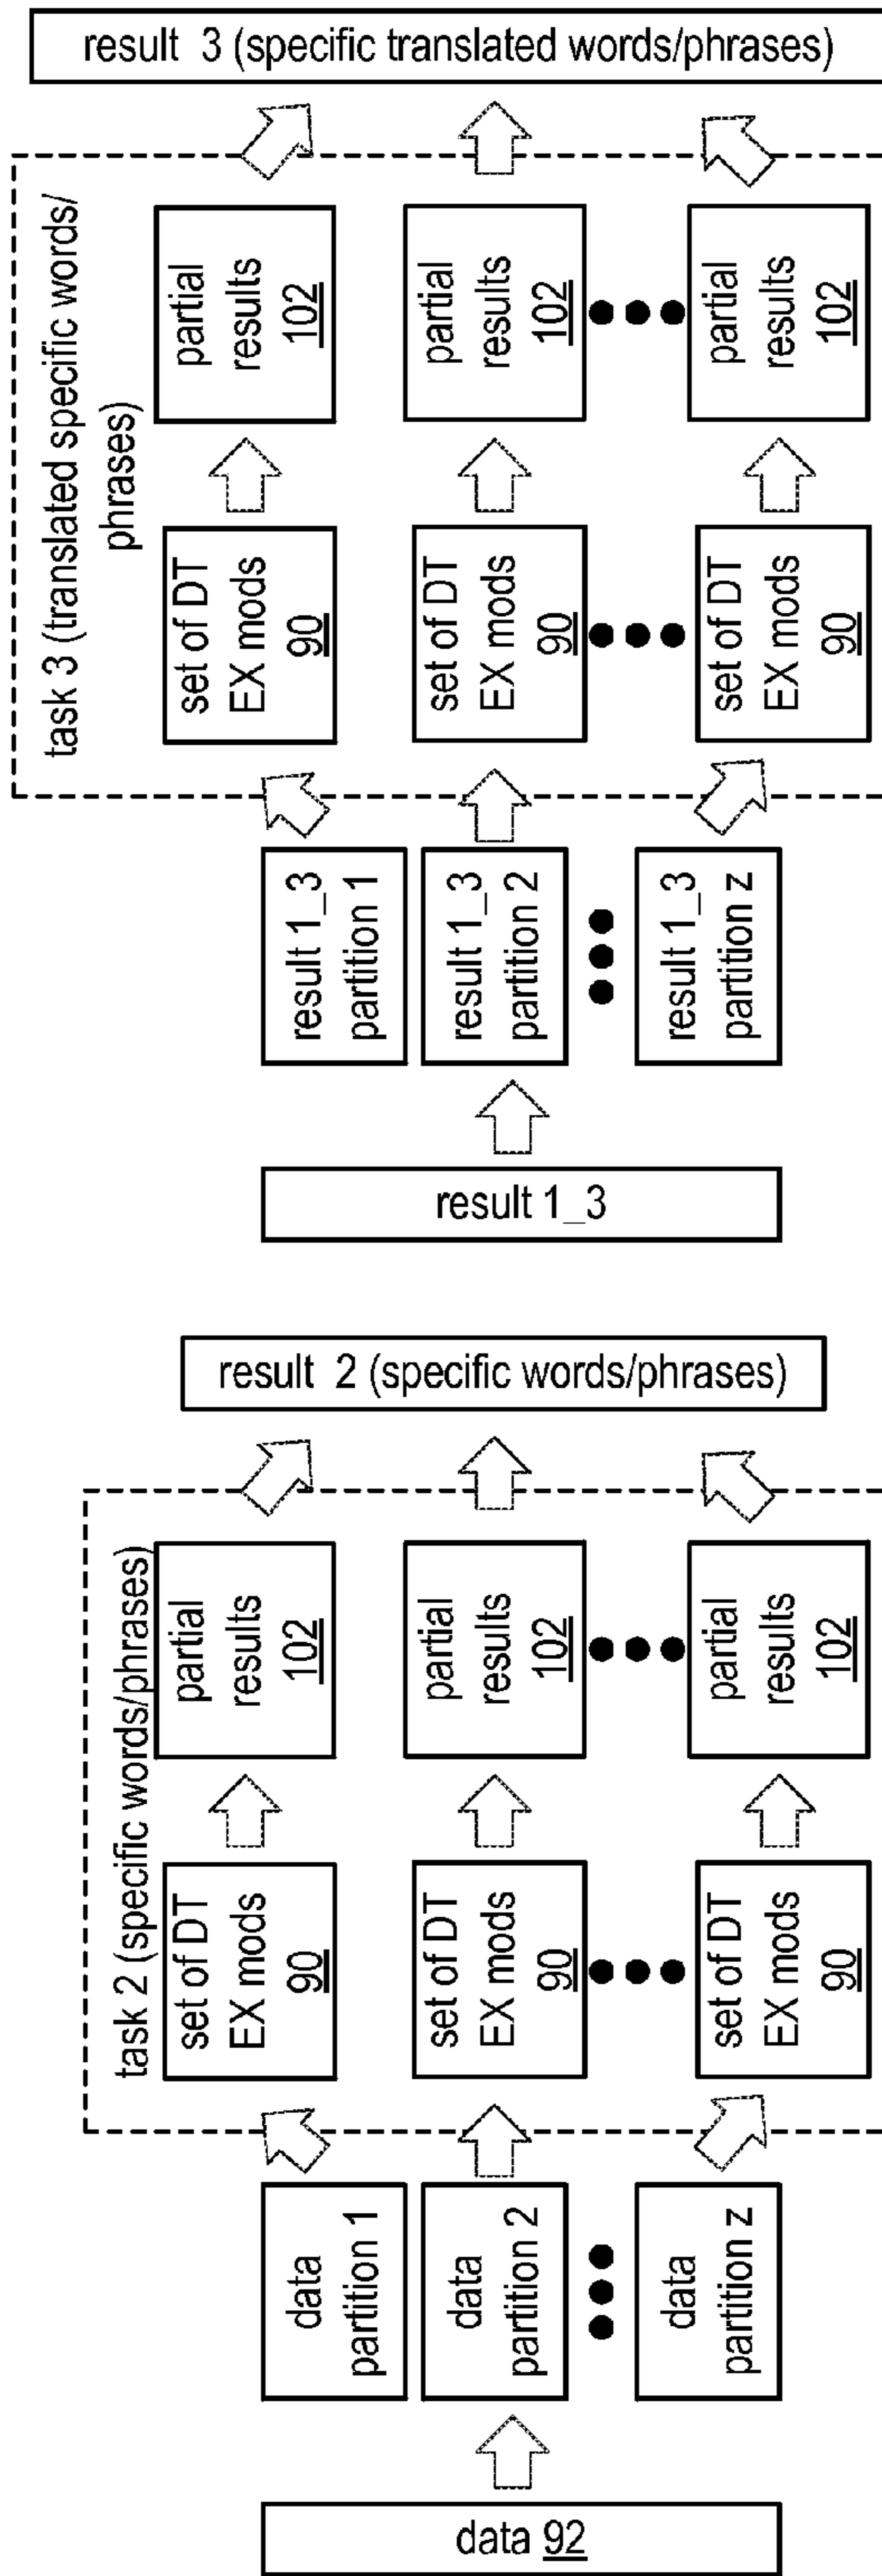 task 2 (specific words/phrases)
data 92
data
partition 1
data
partition 2
data
partition z
set of DT
EX mods
90
set of DT
EX mods
90
set of DT
EX mods
90
partial
results
102
partial
results
102
partial
results
102
result 2 (specific words/phrases)
task 3 (translated specific words/
phrases)
result 1_3
result 1_3
partition 1
result 1_3
partition 2
result 1_3
partition z
set of DT
EX mods
90
set of DT
EX mods
90
set of DT
EX mods
90
partial
results
102
partial
results
102
partial
results
102
result 3 (specific translated words/phrases)